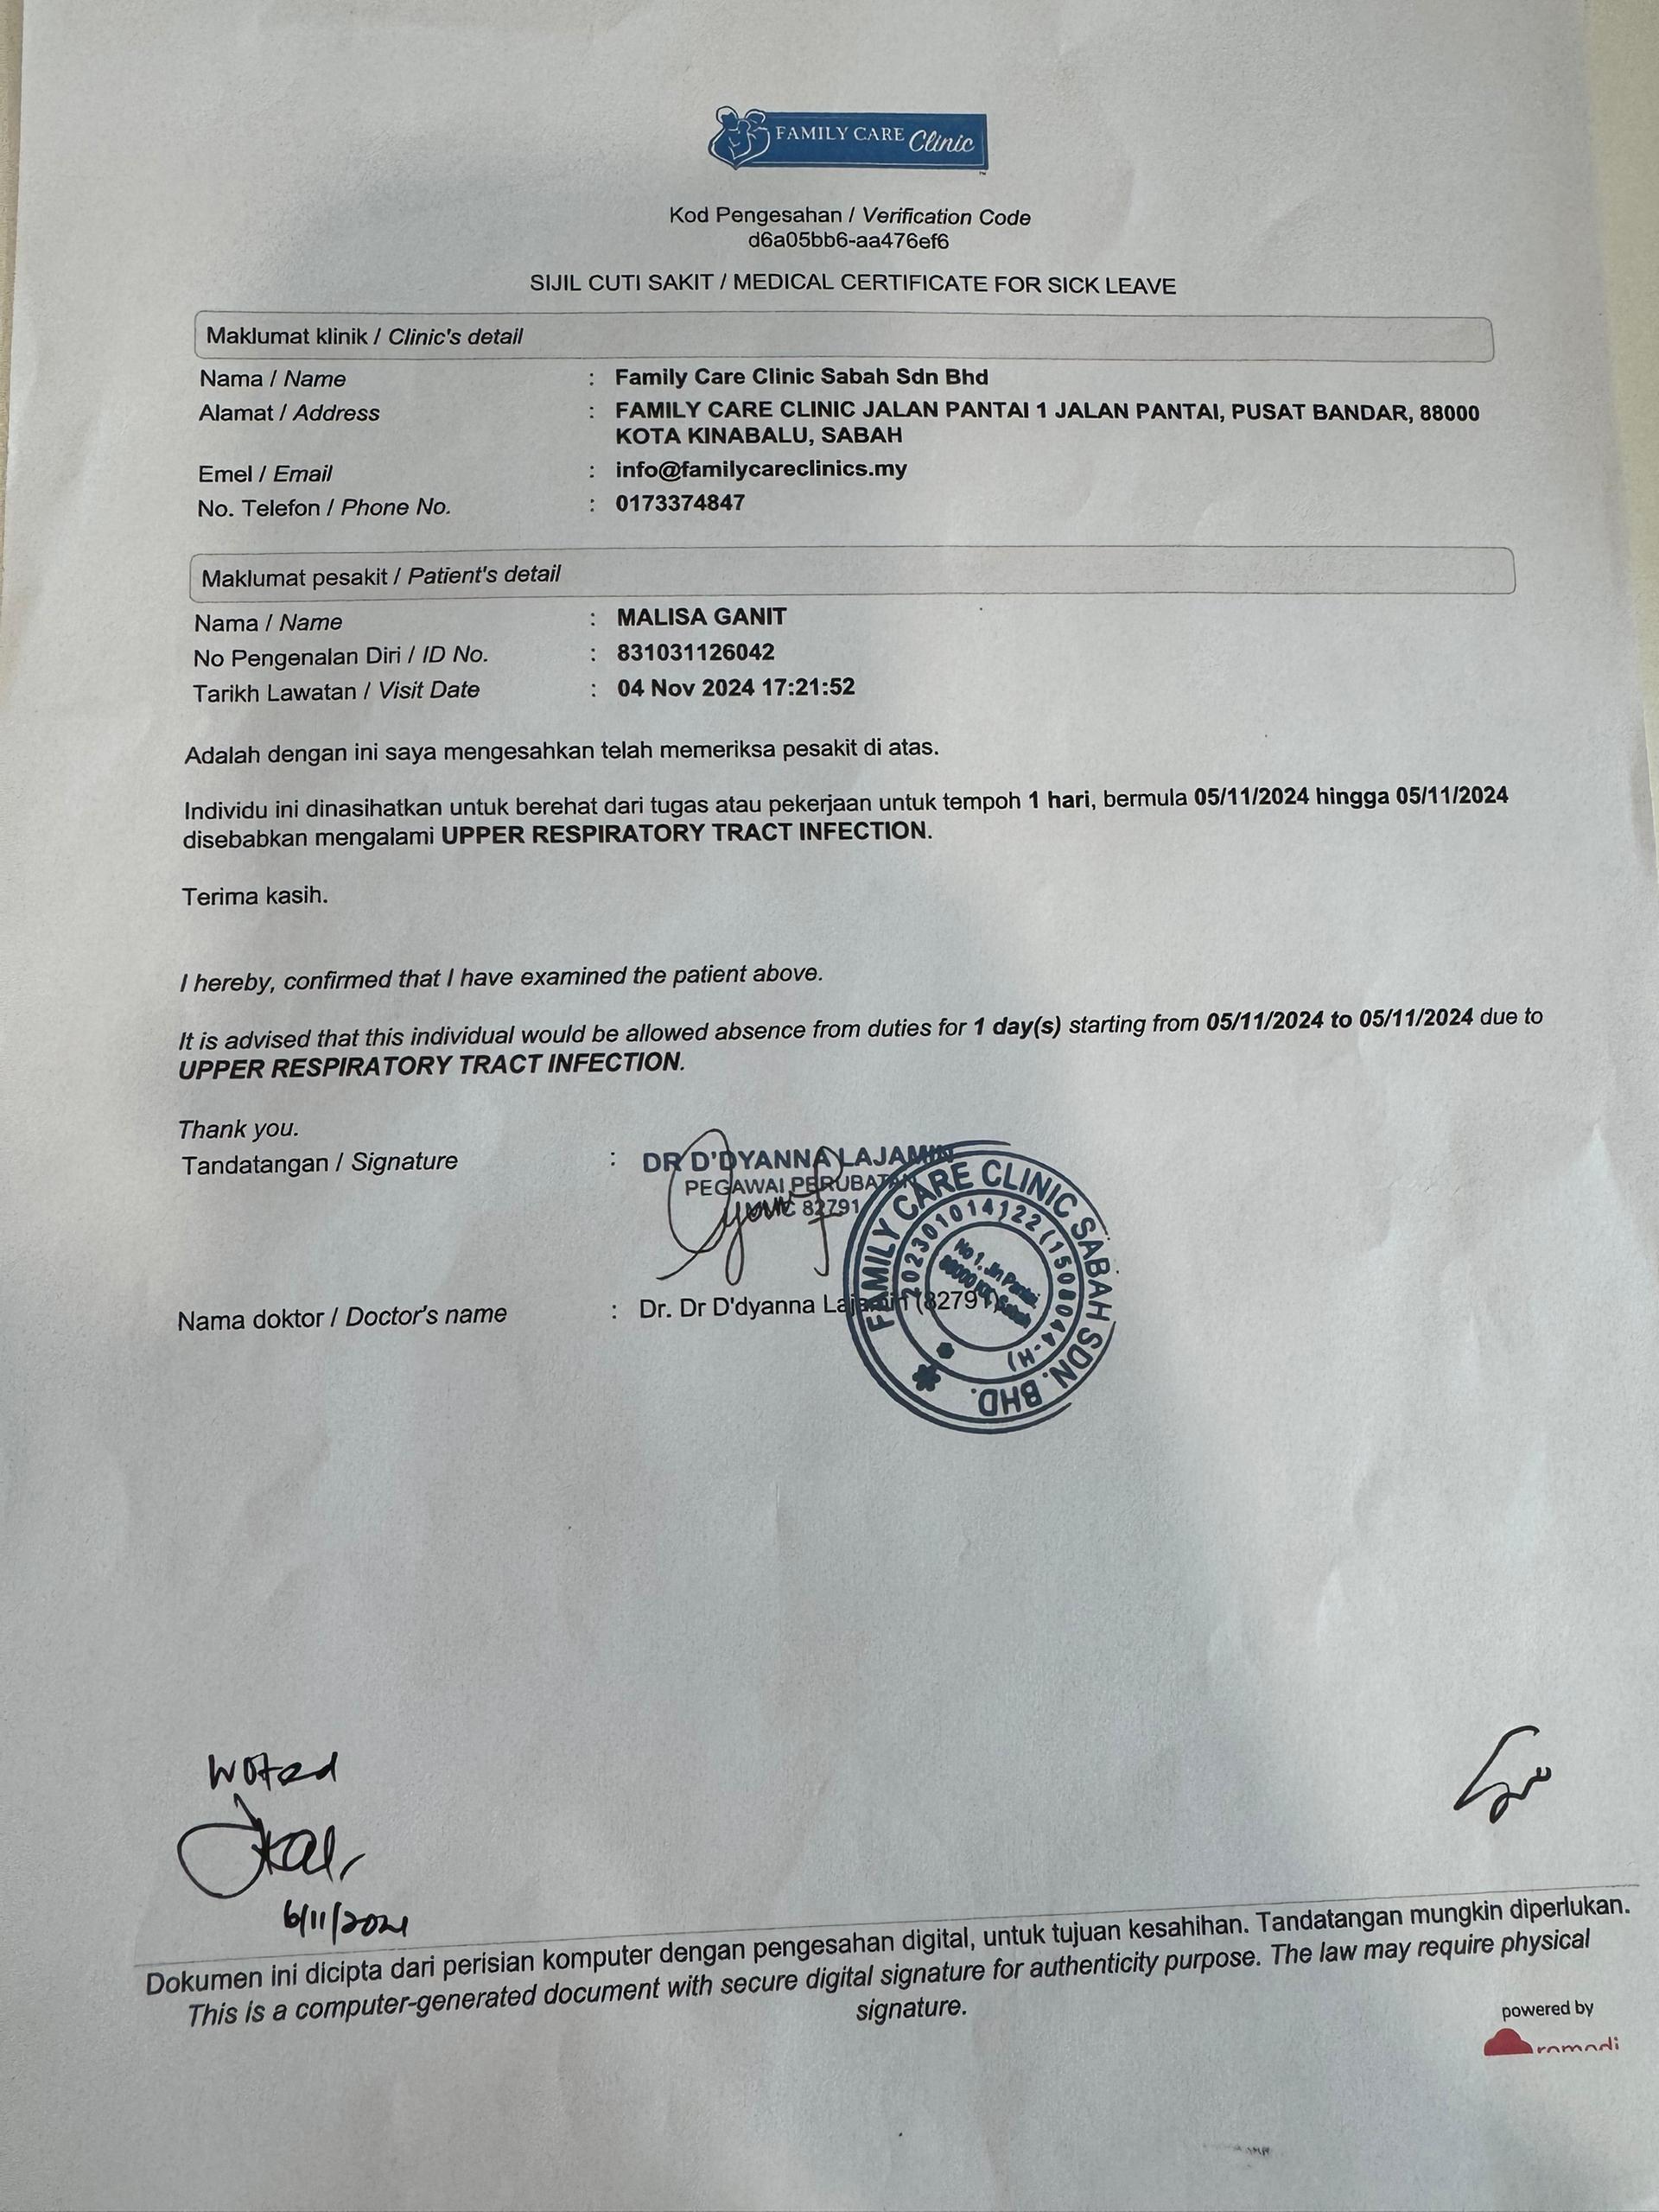 FAMILY CARE Clinic
Kod Pengesahan / Verification Code
d6a05bb6-aa476ef6
SIJIL CUTI SAKIT / MEDICAL CERTIFICATE FOR SICK LEAVE
Maklumat klinik / Clinic's detail
Nama / Name : Family Care Clinic Sabah Sdn Bhd
Alamat / Address : FAMILY CARE CLINIC JALAN PANTAI 1 JALAN PANTAI, PUSAT BANDAR, 88000
KOTA KINABALU, SABAH
Emel / Email : info@familycareclinics.my
No. Telefon / Phone No. : 0173374847
Maklumat pesakit / Patient's detail
Nama / Name : MALISA GANIT
No Pengenalan Diri / ID No. : 831031126042
Tarikh Lawatan / Visit Date : 04 Nov 2024 17:21:52
Adalah dengan ini saya mengesahkan telah memeriksa pesakit di atas.
Individu ini dinasihatkan untuk berehat dari tugas atau pekerjaan untuk tempoh 1 hari, bermula 05/11/2024 hingga 05/11/2024
disebabkan mengalami UPPER RESPIRATORY TRACT INFECTION.
Terima kasih.
I hereby, confirmed that I have examined the patient above.
It is advised that this individual would be allowed absence from duties for 1 day(s) starting from 05/11/2024 to 05/11/2024 due to
UPPER RESPIRATORY TRACT INFECTION.
Thank you.
Tandatangan / Signature : DR D'DYANNA LAJAMIN
PEGAWAI PERUBATAN
82791
FAMILY CARE CLINIC SABAH SDN. BHD.
202301014122 (1508044-H)
No 1, Jln Pantai
88000 KK, Sabah
Nama doktor / Doctor's name : Dr. Dr D'dyanna Lajamin (82791)
Noted
6/11/2024
Dokumen ini dicipta dari perisian komputer dengan pengesahan digital, untuk tujuan kesahihan. Tandatangan mungkin diperlukan.
This is a computer-generated document with secure digital signature for authenticity purpose. The law may require physical
signature.
powered by